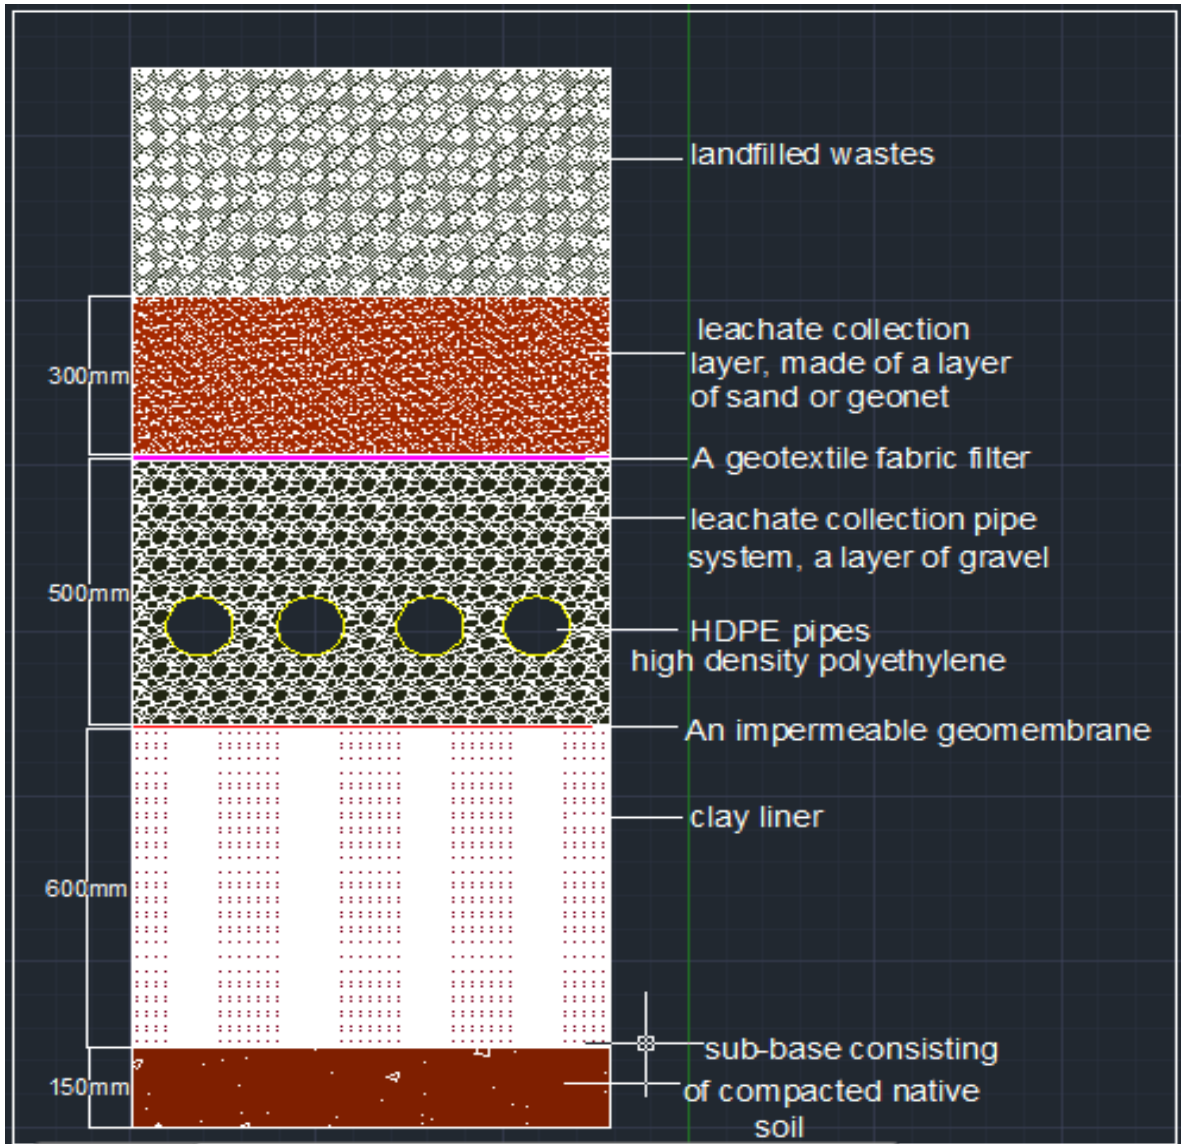 landfilled wastes
leachate collection
layer, made of a layer
of sand or geonet
300mm
A geotextile fabric filter
leachate collection pipe
system, a layer of gravel
500mm
HDPE pipes
high density polyethylene
An impermeable geomembrane
clay liner
600mm
sub-base consisting
of compacted native
soil
150mm